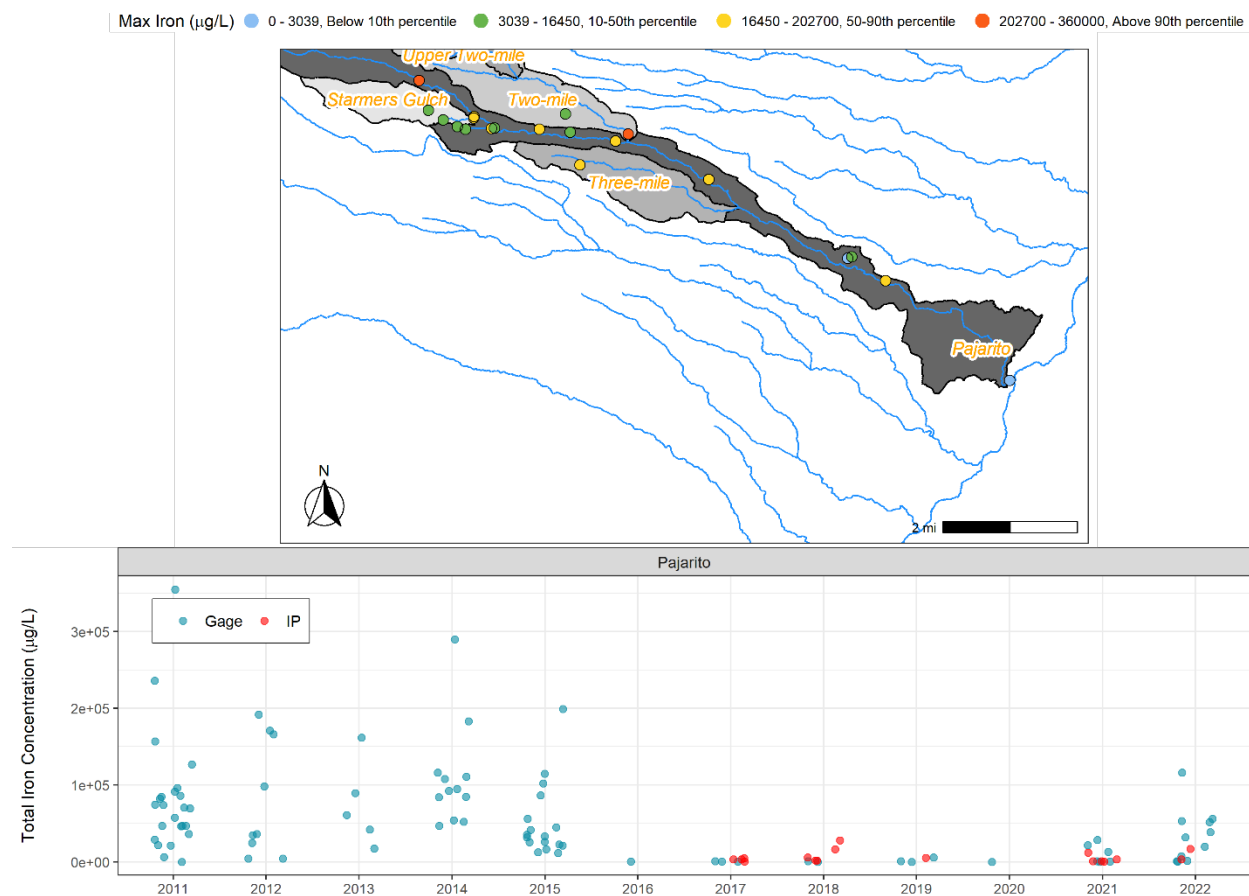 Max Iron (μg/L) 0 - 3039, Below 10th percentile 3039 - 16450, 10-50th percentile 16450 - 202700, 50-90th percentile 202700 - 360000, Above 90th percentile
Upper Two-mile
Starmers Gulch
Two-mile
Three-mile
Pajarito
N
2 mi
Pajarito
Total Iron Concentration (μg/L)
Gage IP
3e+05
2e+05
1e+05
0e+00
2011 2012 2013 2014 2015 2016 2017 2018 2019 2020 2021 2022